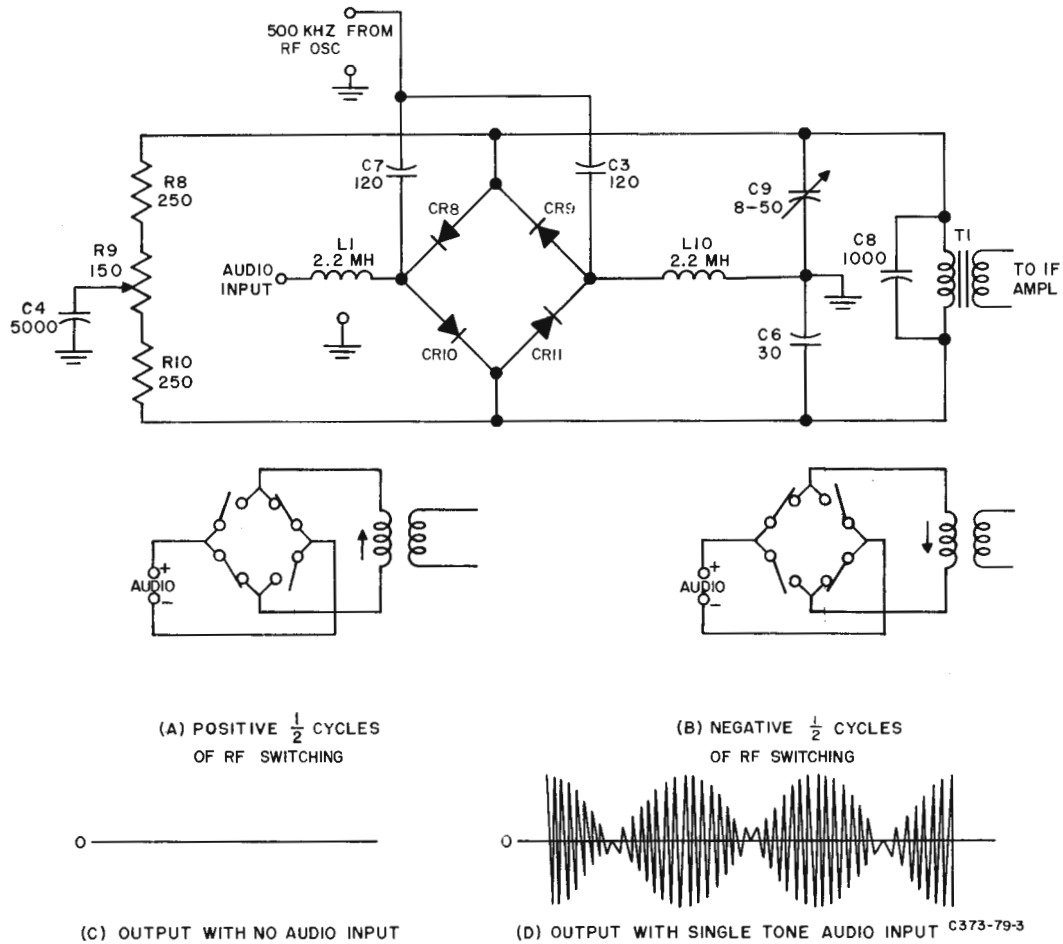 500 KHZ FROM
RF OSC
R8
250
R9
150
C4
5000
R10
250
AUDIO
INPUT
L1
2.2 MH
C7
120
CR8
CR9
CR10
CR11
C3
120
L10
2.2 MH
C9
8-50
C6
30
C8
1000
T1
TO IF
AMPL
+
AUDIO
-
+
AUDIO
-
(A) POSITIVE 1/2 CYCLES
OF RF SWITCHING
(B) NEGATIVE 1/2 CYCLES
OF RF SWITCHING
0
0
(C) OUTPUT WITH NO AUDIO INPUT
(D) OUTPUT WITH SINGLE TONE AUDIO INPUT
C373-79-3